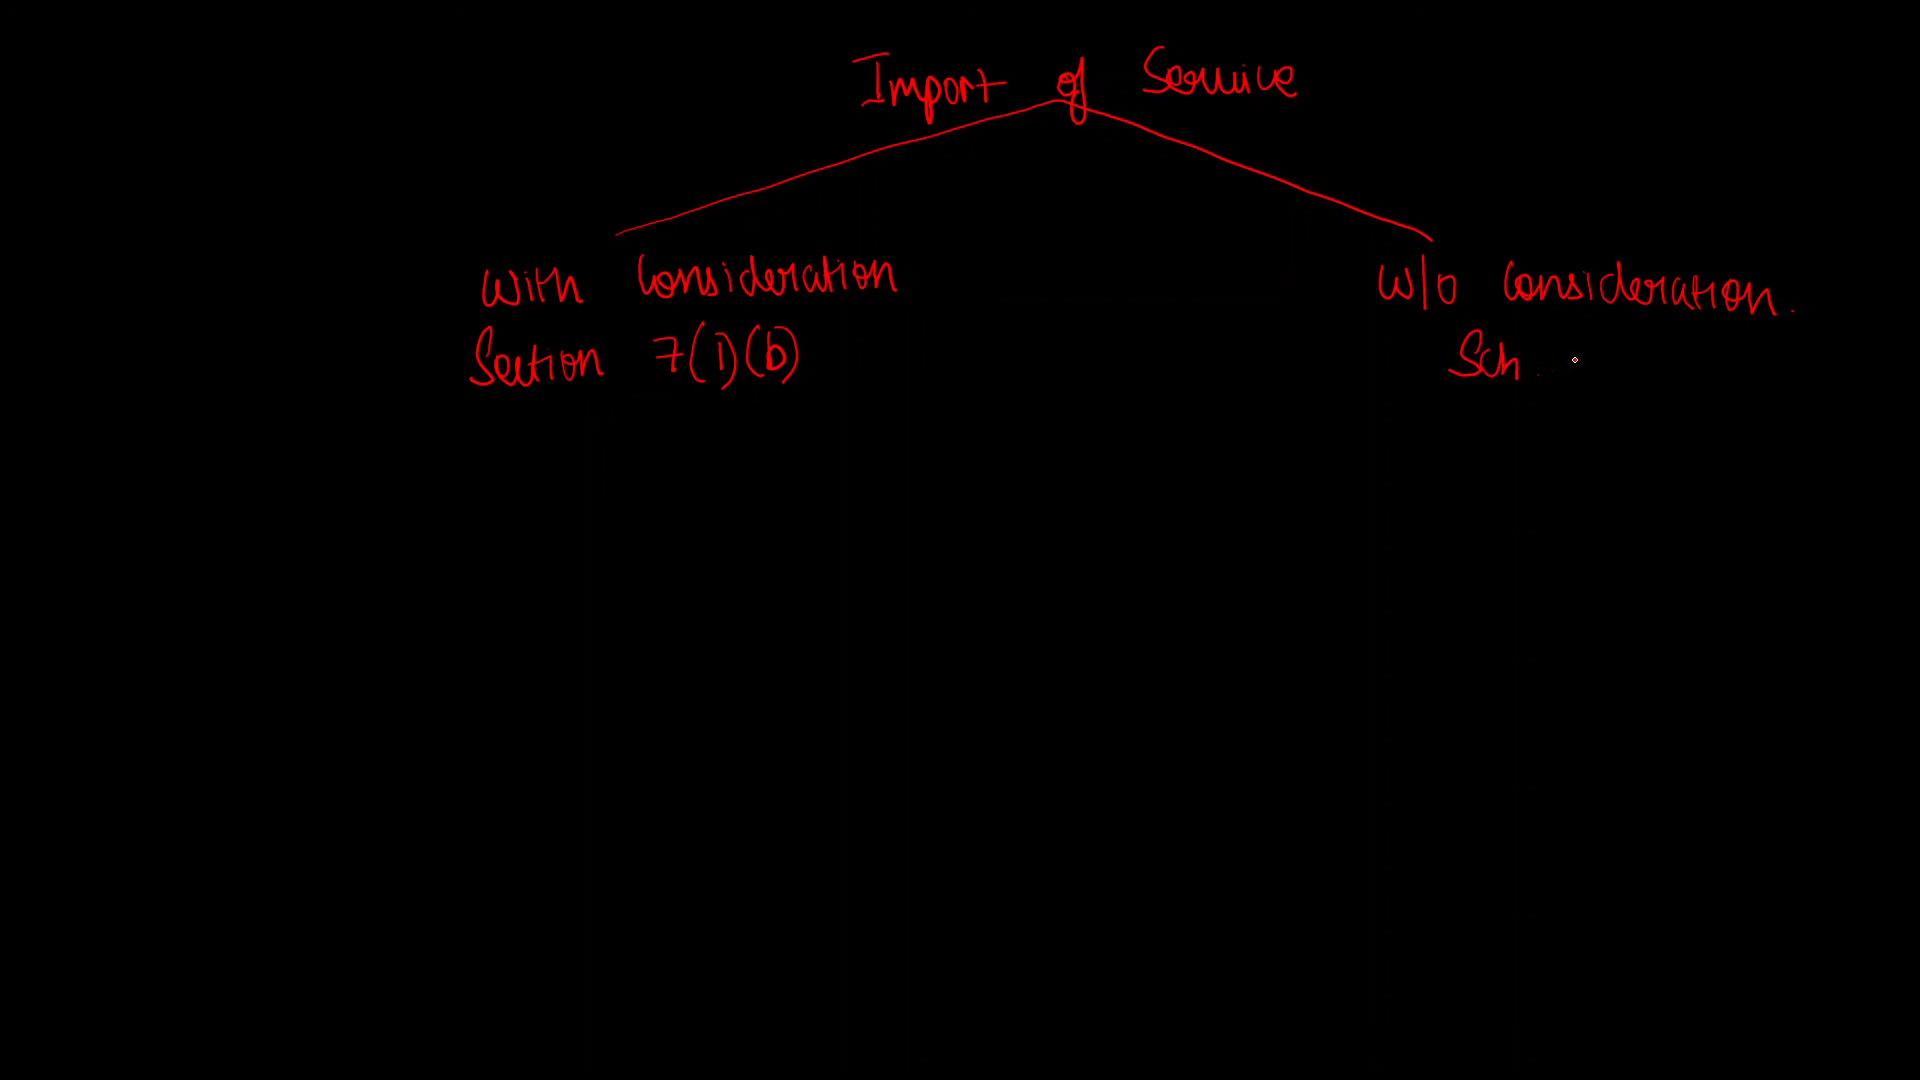 Import of Service
With Consideration
W/o Consideration.
Section 7(1)(b)
Sch.